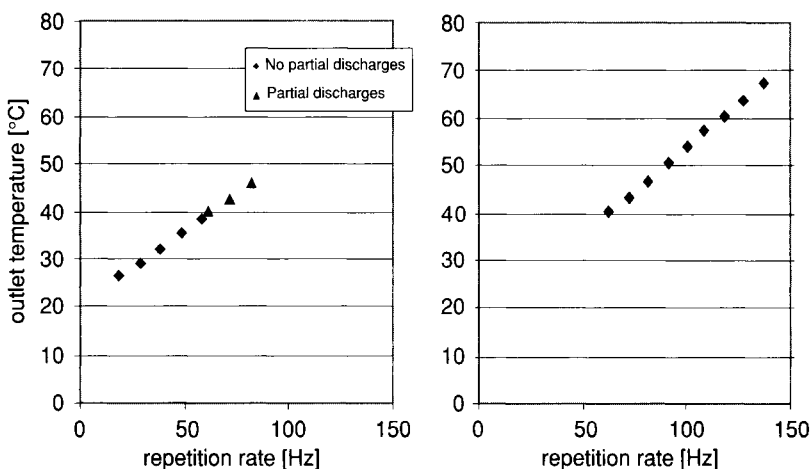 80
70
60
50
40
30
20
10
0
outlet temperature [°C]
No partial discharges
Partial discharges
0 50 100 150
repetition rate [Hz]
80
70
60
50
40
30
20
10
0
0 50 100 150
repetition rate [Hz]